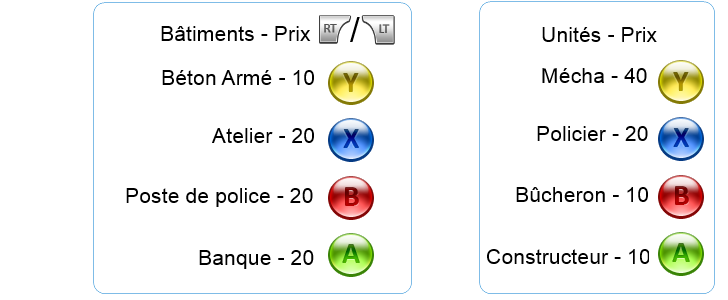 Bâtiments - Prix RT / LT
Béton Armé - 10 Y
Atelier - 20 X
Poste de police - 20 B
Banque - 20 A
Unités - Prix
Mécha - 40 Y
Policier - 20 X
Bûcheron - 10 B
Constructeur - 10 A